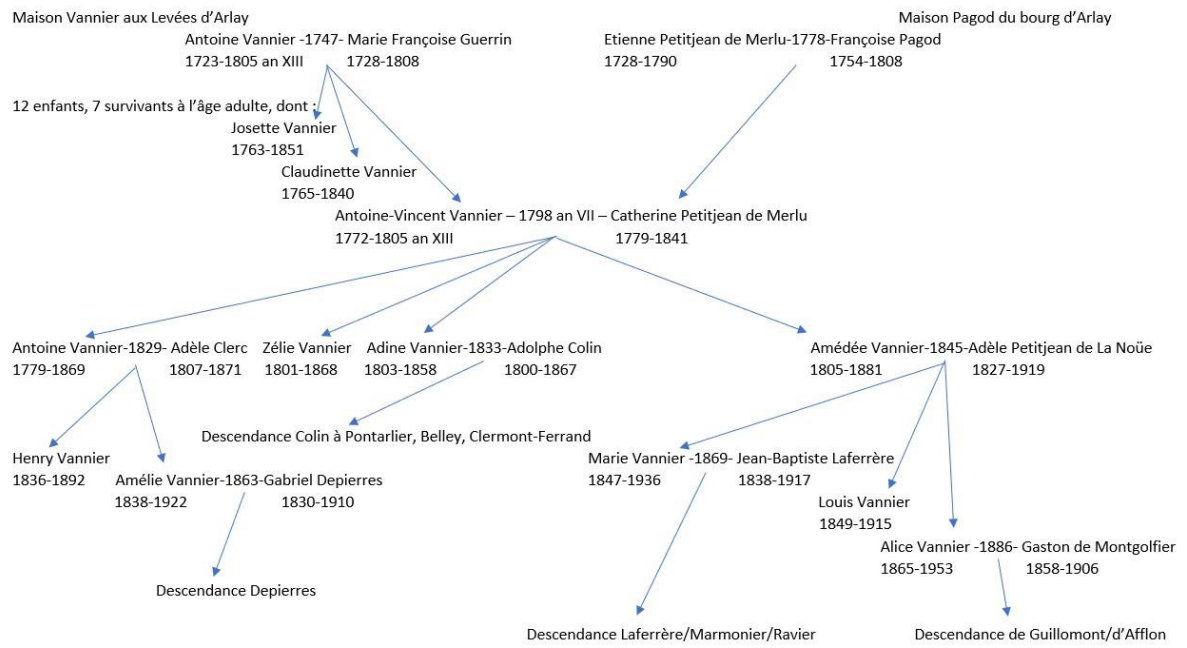 Maison Vannier aux Levées d'Arlay
Maison Pagod du bourg d'Arlay
Antoine Vannier -1747- Marie Françoise Guerrin
Etienne Petitjean de Merlu-1778-Françoise Pagod
1723-1805 an XIII 1728-1808
1728-1790 1754-1808
12 enfants, 7 survivants à l'âge adulte, dont :
Josette Vannier
1763-1851
Claudinette Vannier
1765-1840
Antoine-Vincent Vannier – 1798 an VII – Catherine Petitjean de Merlu
1772-1805 an XIII 1779-1841
Antoine Vannier-1829- Adèle Clerc
1779-1869 1807-1871
Zélie Vannier
1801-1868
Adine Vannier-1833-Adolphe Colin
1803-1858 1800-1867
Amédée Vannier-1845-Adèle Petitjean de La Noüe
1805-1881 1827-1919
Descendance Colin à Pontarlier, Belley, Clermont-Ferrand
Henry Vannier
1836-1892
Amélie Vannier-1863-Gabriel Depierres
1838-1922 1830-1910
Marie Vannier -1869- Jean-Baptiste Laferrère
1847-1936 1838-1917
Louis Vannier
1849-1915
Alice Vannier -1886- Gaston de Montgolfier
1865-1953 1858-1906
Descendance Depierres
Descendance Laferrère/Marmonier/Ravier
Descendance de Guillomont/d'Afflon